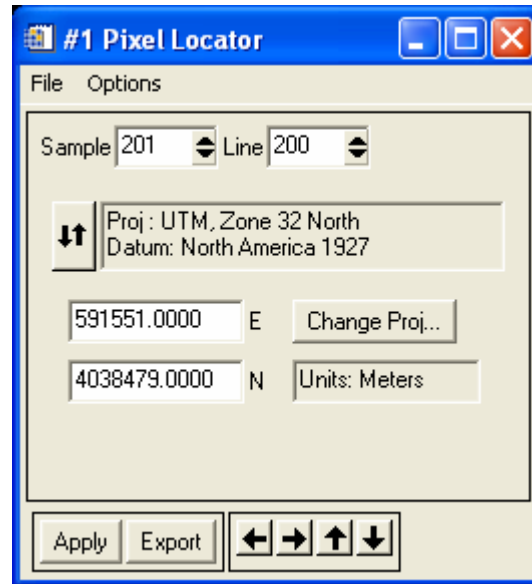 #1 Pixel Locator
File Options
Sample 201 Line 200
Proj : UTM, Zone 32 North
Datum: North America 1927
591551.0000 E Change Proj...
4038479.0000 N Units: Meters
Apply Export